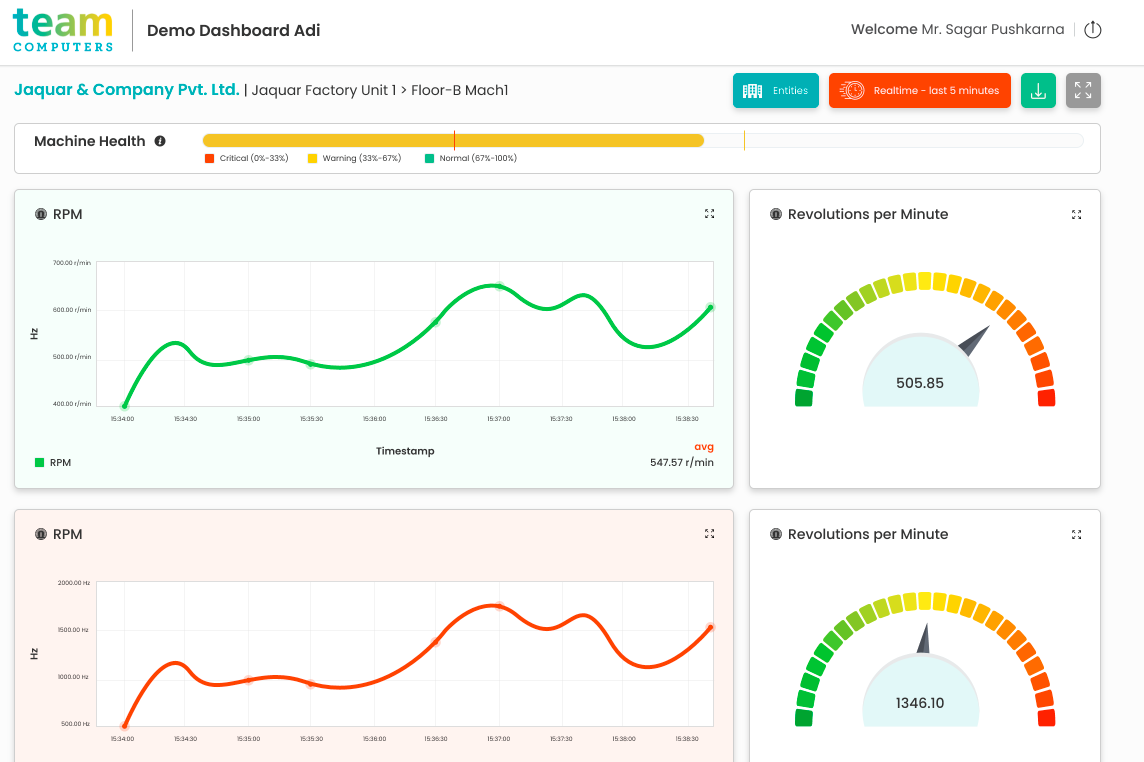 team
COMPUTERS
Demo Dashboard Adi
Welcome Mr. Sagar Pushkarna
Jaquar & Company Pvt. Ltd. | Jaquar Factory Unit 1 > Floor-B Mach1
Entities
Realtime - last 5 minutes
Machine Health
Critical (0%-33%)
Warning (33%-67%)
Normal (67%-100%)
RPM
700.00 r/min
600.00 r/min
500.00 r/min
400.00 r/min
Hz
15:34:00 15:34:30 15:35:00 15:35:30 15:36:00 15:36:30 15:37:00 15:37:30 15:38:00 15:38:30
Timestamp
RPM
avg
547.57 r/min
Revolutions per Minute
505.85
RPM
2000.00 Hz
1500.00 Hz
1000.00 Hz
500.00 Hz
Hz
15:34:00 15:34:30 15:35:00 15:35:30 15:36:00 15:36:30 15:37:00 15:37:30 15:38:00 15:38:30
Revolutions per Minute
1346.10